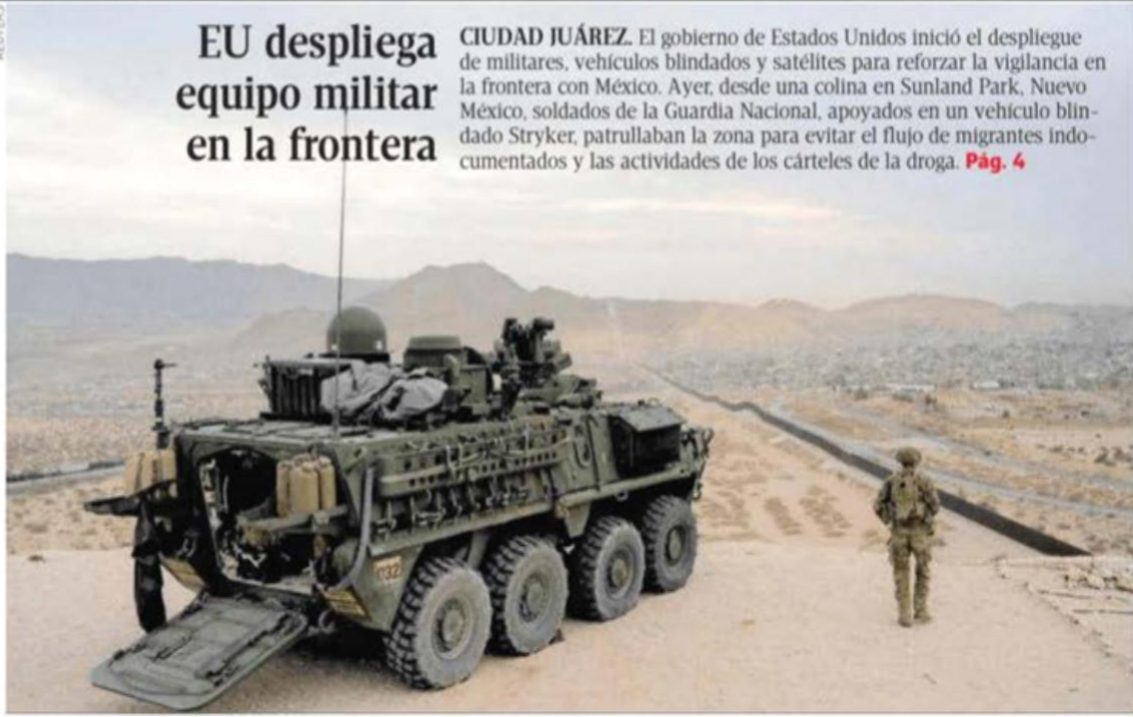 EU despliega
equipo militar
en la frontera
CIUDAD JUÁREZ. El gobierno de Estados Unidos inició el despliegue
de militares, vehículos blindados y satélites para reforzar la vigilancia en
la frontera con México. Ayer, desde una colina en Sunland Park, Nuevo
México, soldados de la Guardia Nacional, apoyados en un vehículo blin-
dado Stryker, patrullaban la zona para evitar el flujo de migrantes indo-
cumentados y las actividades de los cárteles de la droga. Pág. 4
032